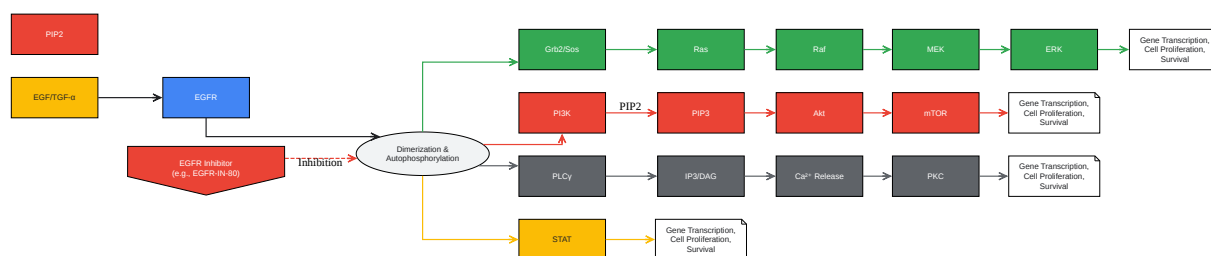 PIP2
EGF/TGF-α
EGFR
EGFR Inhibitor
(e.g., EGFR-IN-80)
Inhibition
Dimerization &
Autophosphorylation
Grb2/Sos
Ras
Raf
MEK
ERK
Gene Transcription,
Cell Proliferation,
Survival
PI3K
PIP2
PIP3
Akt
mTOR
Gene Transcription,
Cell Proliferation,
Survival
PLCγ
IP3/DAG
Ca²⁺ Release
PKC
Gene Transcription,
Cell Proliferation,
Survival
STAT
Gene Transcription,
Cell Proliferation,
Survival